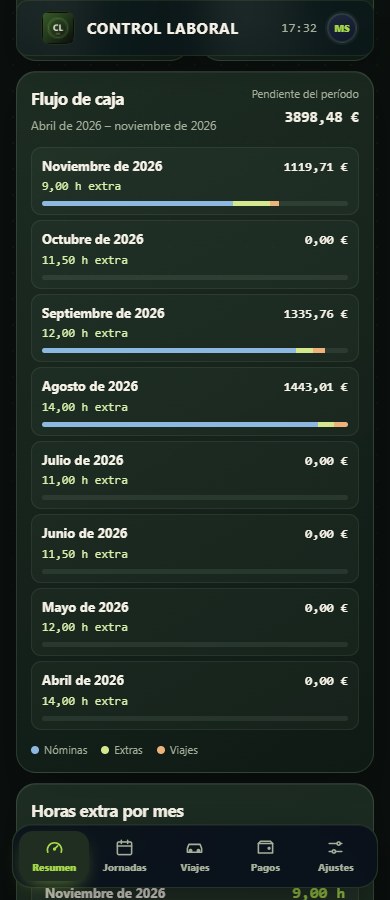 CL
CONTROL LABORAL
17:32
MS
Flujo de caja
Pendiente del período
Abril de 2026 – noviembre de 2026
3898,48 €
Noviembre de 2026
1119,71 €
9,00 h extra
Octubre de 2026
0,00 €
11,50 h extra
Septiembre de 2026
1335,76 €
12,00 h extra
Agosto de 2026
1443,01 €
14,00 h extra
Julio de 2026
0,00 €
11,00 h extra
Junio de 2026
0,00 €
11,50 h extra
Mayo de 2026
0,00 €
12,00 h extra
Abril de 2026
0,00 €
14,00 h extra
Nóminas
Extras
Viajes
Horas extra por mes
Resumen
Jornadas
Viajes
Pagos
Ajustes
Noviembre de 2026
9,00 h